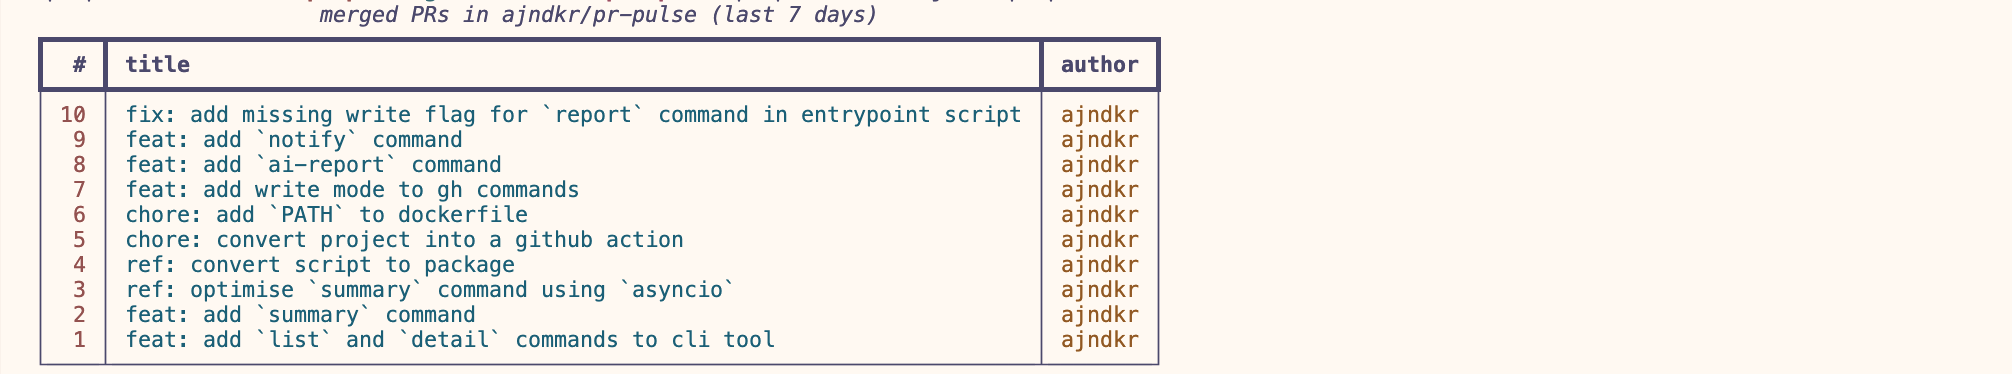 merged PRs in ajndkr/pr-pulse (last 7 days)
# title author
10 fix: add missing write flag for `report` command in entrypoint script ajndkr
9 feat: add `notify` command ajndkr
8 feat: add `ai-report` command ajndkr
7 feat: add write mode to gh commands ajndkr
6 chore: add `PATH` to dockerfile ajndkr
5 chore: convert project into a github action ajndkr
4 ref: convert script to package ajndkr
3 ref: optimise `summary` command using `asyncio` ajndkr
2 feat: add `summary` command ajndkr
1 feat: add `list` and `detail` commands to cli tool ajndkr